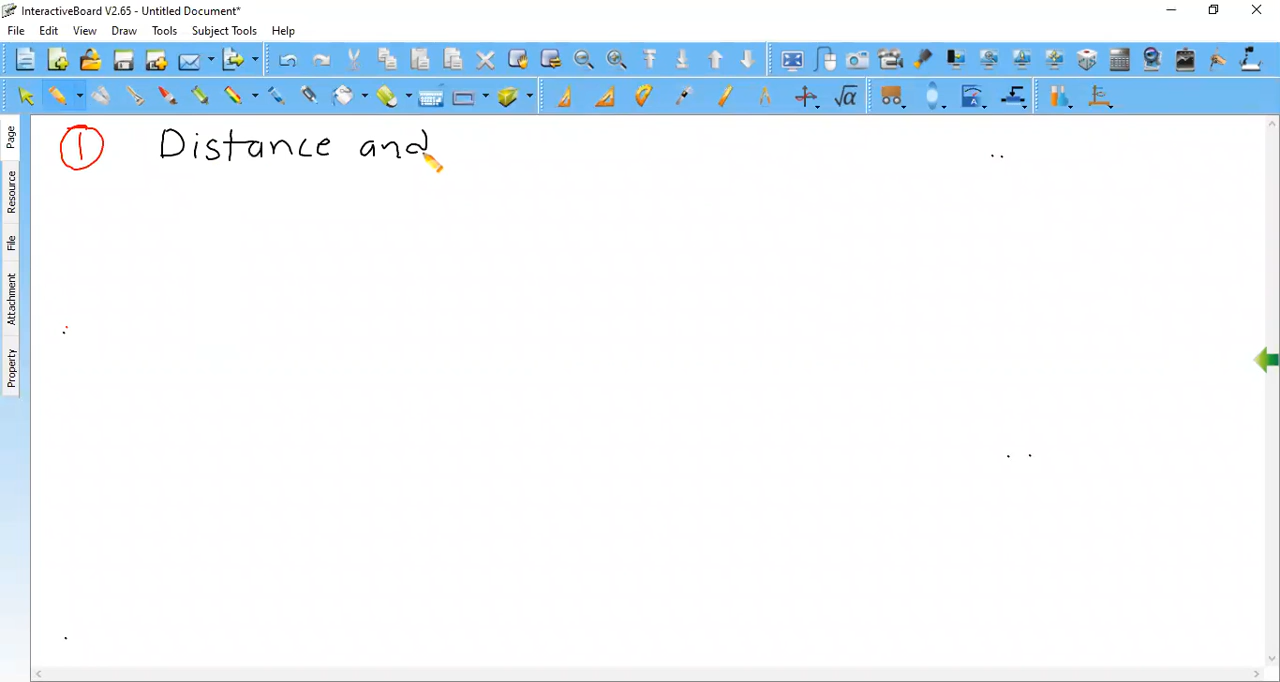 InteractiveBoard V2.65 - Untitled Document*
File Edit View Draw Tools Subject Tools Help
Page
Resource
File
Attachment
Property
① Distance and